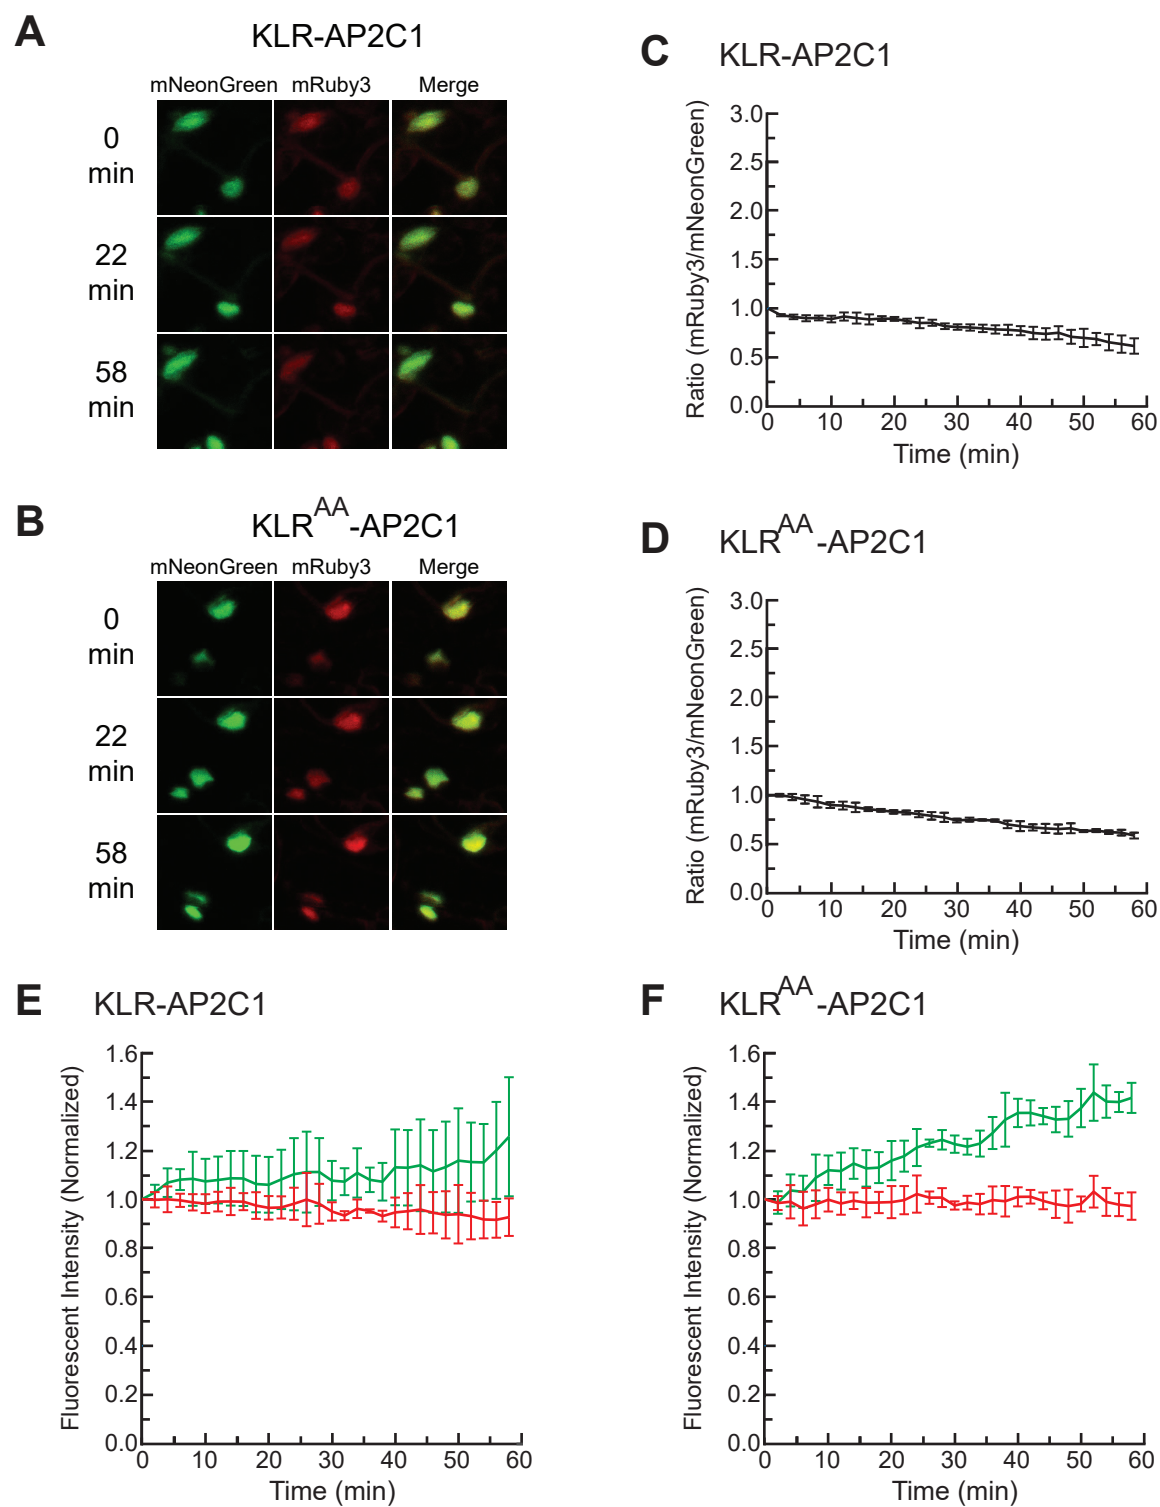 A
KLR-AP2C1
mNeonGreen mRuby3 Merge
0
min
22
min
58
min
C
KLR-AP2C1
Ratio (mRuby3/mNeonGreen)
3.0
2.5
2.0
1.5
1.0
0.5
0.0
0 10 20 30 40 50 60
Time (min)
B
KLRAA-AP2C1
mNeonGreen mRuby3 Merge
0
min
22
min
58
min
D
KLRAA-AP2C1
Ratio (mRuby3/mNeonGreen)
3.0
2.5
2.0
1.5
1.0
0.5
0.0
0 10 20 30 40 50 60
Time (min)
E
KLR-AP2C1
Fluorescent Intensity (Normalized)
1.6
1.4
1.2
1.0
0.8
0.6
0.4
0.2
0.0
0 10 20 30 40 50 60
Time (min)
F
KLRAA-AP2C1
Fluorescent Intensity (Normalized)
1.6
1.4
1.2
1.0
0.8
0.6
0.4
0.2
0.0
0 10 20 30 40 50 60
Time (min)